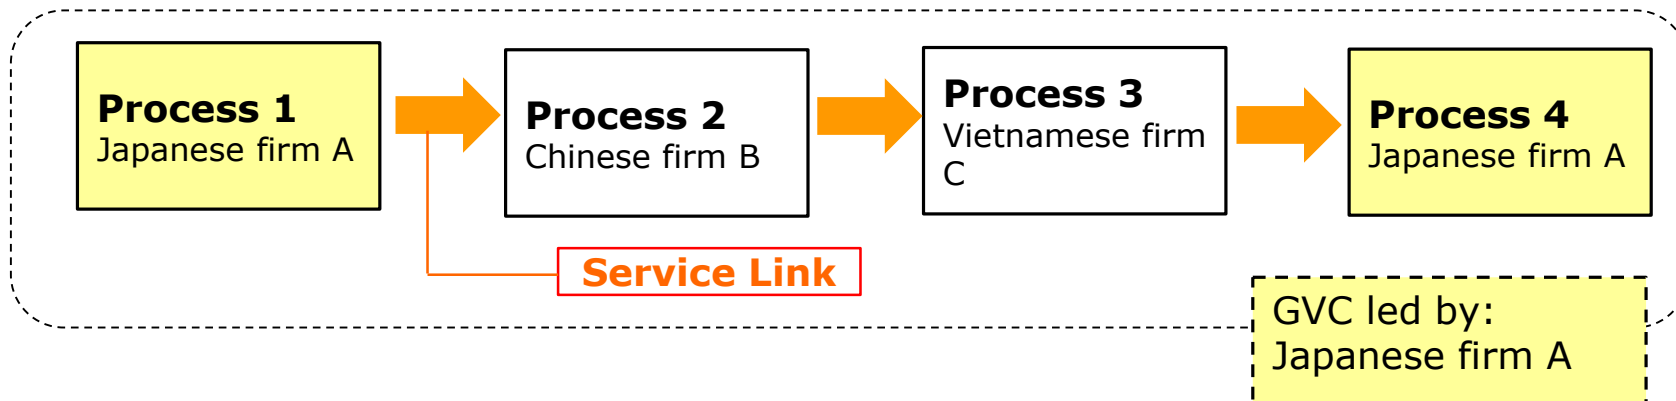 Process 1
Japanese firm A
Process 2
Chinese firm B
Process 3
Vietnamese firm
C
Process 4
Japanese firm A
Service Link
GVC led by:
Japanese firm A